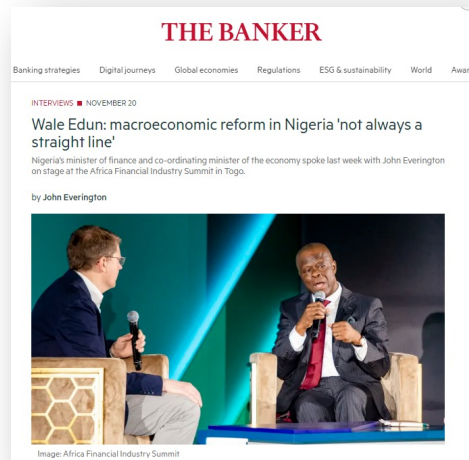 THE BANKER
Banking strategies Digital journeys Global economies Regulations ESG & sustainability World
INTERVIEWS ■ NOVEMBER 20
Wale Edun: macroeconomic reform in Nigeria 'not always a
straight line'
Nigeria's minister of finance and co-ordinating minister of the economy spoke last week with John Everington
on stage at the Africa Financial Industry Summit in Togo.
by John Everington
Image: Africa Financial Industry Summit